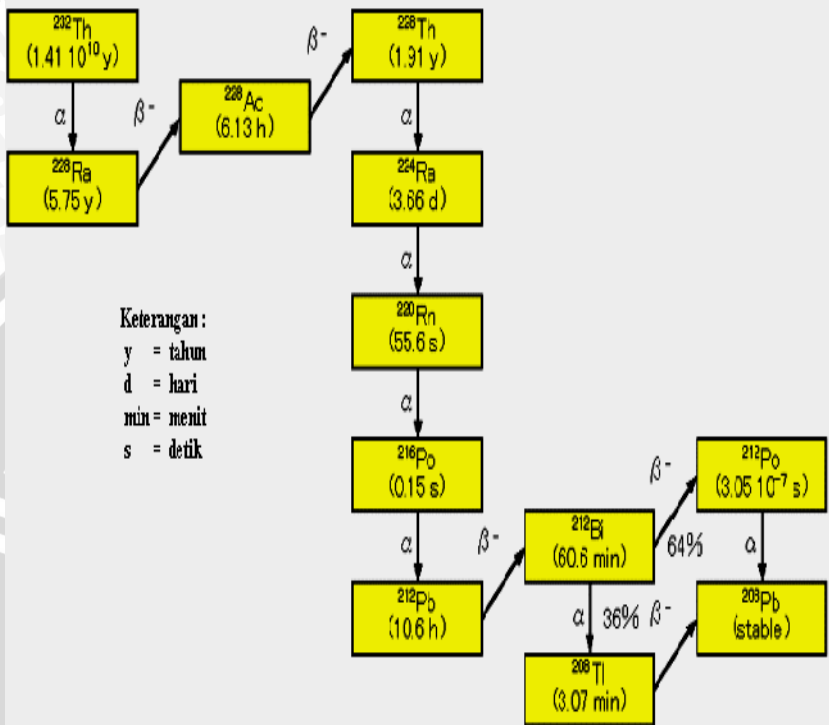 ²³²Th
(1.41 10¹⁰ y)
α
β⁻
²²⁸Ra
(5.75 y)
²²⁸Ac
(6.13 h)
β⁻
²²⁸Th
(1.91 y)
α
²²⁴Ra
(3.66 d)
α
²²⁰Rn
(55.6 s)
α
²¹⁶Po
(0.15 s)
α
²¹²Pb
(10.6 h)
β⁻
²¹²Bi
(60.6 min)
β⁻
64%
²¹²Po
(3.05 10⁻⁷ s)
α
α 36% β⁻
²⁰⁸Tl
(3.07 min)
²⁰⁸Pb
(stable)
Keterangan :
y = tahun
d = hari
min = menit
s = detik